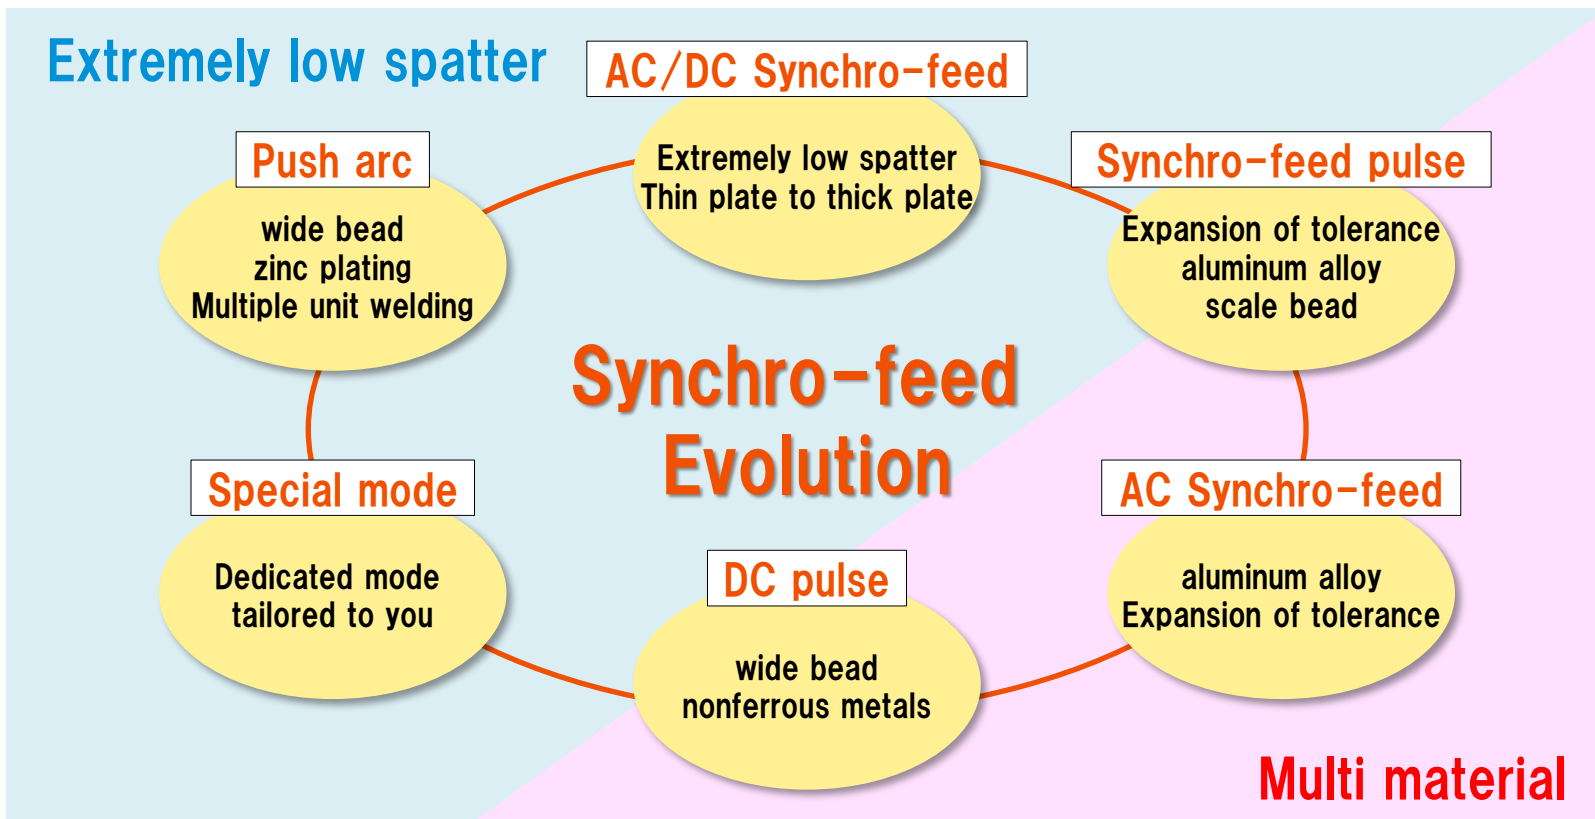 Extremely low spatter
AC/DC Synchro-feed
Extremely low spatter
Thin plate to thick plate
Push arc
wide bead
zinc plating
Multiple unit welding
Synchro-feed pulse
Expansion of tolerance
aluminum alloy
scale bead
Synchro-feed
Evolution
Special mode
Dedicated mode
tailored to you
DC pulse
wide bead
nonferrous metals
AC Synchro-feed
aluminum alloy
Expansion of tolerance
Multi material